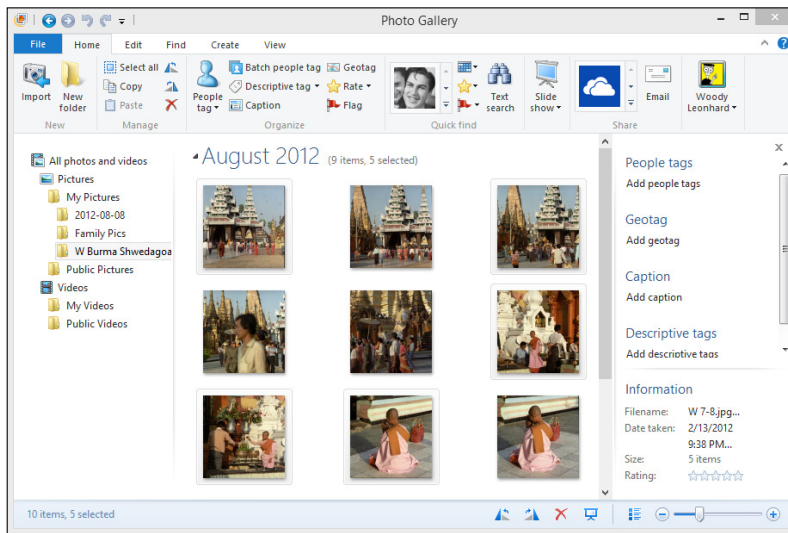 Photo Gallery
File Home Edit Find Create View
Import
New folder
New
Select all
Copy
Paste
Manage
People tag
Batch people tag
Descriptive tag
Caption
Geotag
Rate
Flag
Organize
Text search
Quick find
Slide show
Email
Share
Woody Leonhard
All photos and videos
Pictures
My Pictures
2012-08-08
Family Pics
W Burma Shwedagoa
Public Pictures
Videos
My Videos
Public Videos
August 2012 (9 items, 5 selected)
People tags
Add people tags
Geotag
Add geotag
Caption
Add caption
Descriptive tags
Add descriptive tags
Information
Filename: W 7-8.jpg...
Date taken: 2/13/2012
9:38 PM...
Size: 5 items
Rating:
10 items, 5 selected